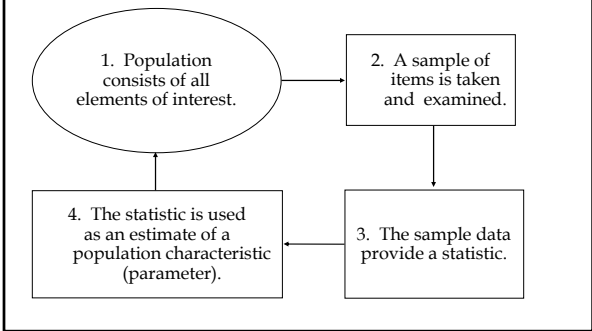 1. Population
consists of all
elements of interest.
2. A sample of
items is taken
and examined.
3. The sample data
provide a statistic.
4. The statistic is used
as an estimate of a
population characteristic
(parameter).